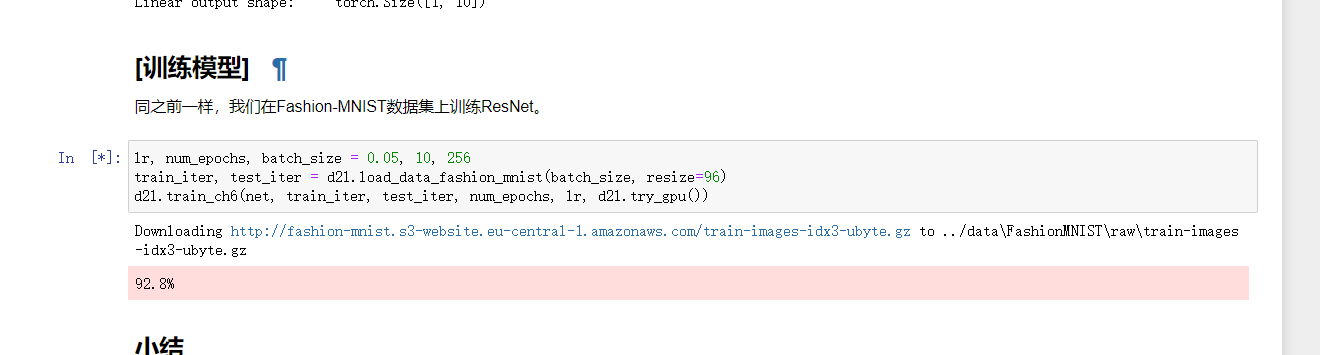 Linear output shape:     torch.Size([1, 10])
[训练模型] ¶
同之前一样，我们在Fashion-MNIST数据集上训练ResNet。
In [*]: lr, num_epochs, batch_size = 0.05, 10, 256
train_iter, test_iter = d2l.load_data_fashion_mnist(batch_size, resize=96)
d2l.train_ch6(net, train_iter, test_iter, num_epochs, lr, d2l.try_gpu())
Downloading http://fashion-mnist.s3-website.eu-central-1.amazonaws.com/train-images-idx3-ubyte.gz to ../data\FashionMNIST\raw\train-images
-idx3-ubyte.gz
92.8%
小结